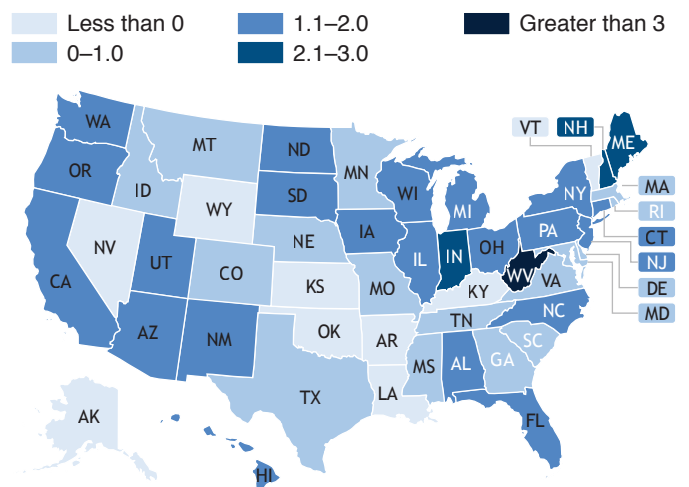 Less than 0 1.1–2.0 Greater than 3
0–1.0 2.1–3.0
WA
MT
ND
MN
VT NH
ME
OR
ID
WY
SD
WI
MI
NY
MA
RI
CT
NJ
DE
MD
NV
UT
CO
NE
IA
IL
IN
OH
PA
CA
KS
MO
KY
WV
VA
AZ
NM
OK
AR
TN
NC
SC
TX
LA
MS
AL
GA
FL
AK
HI